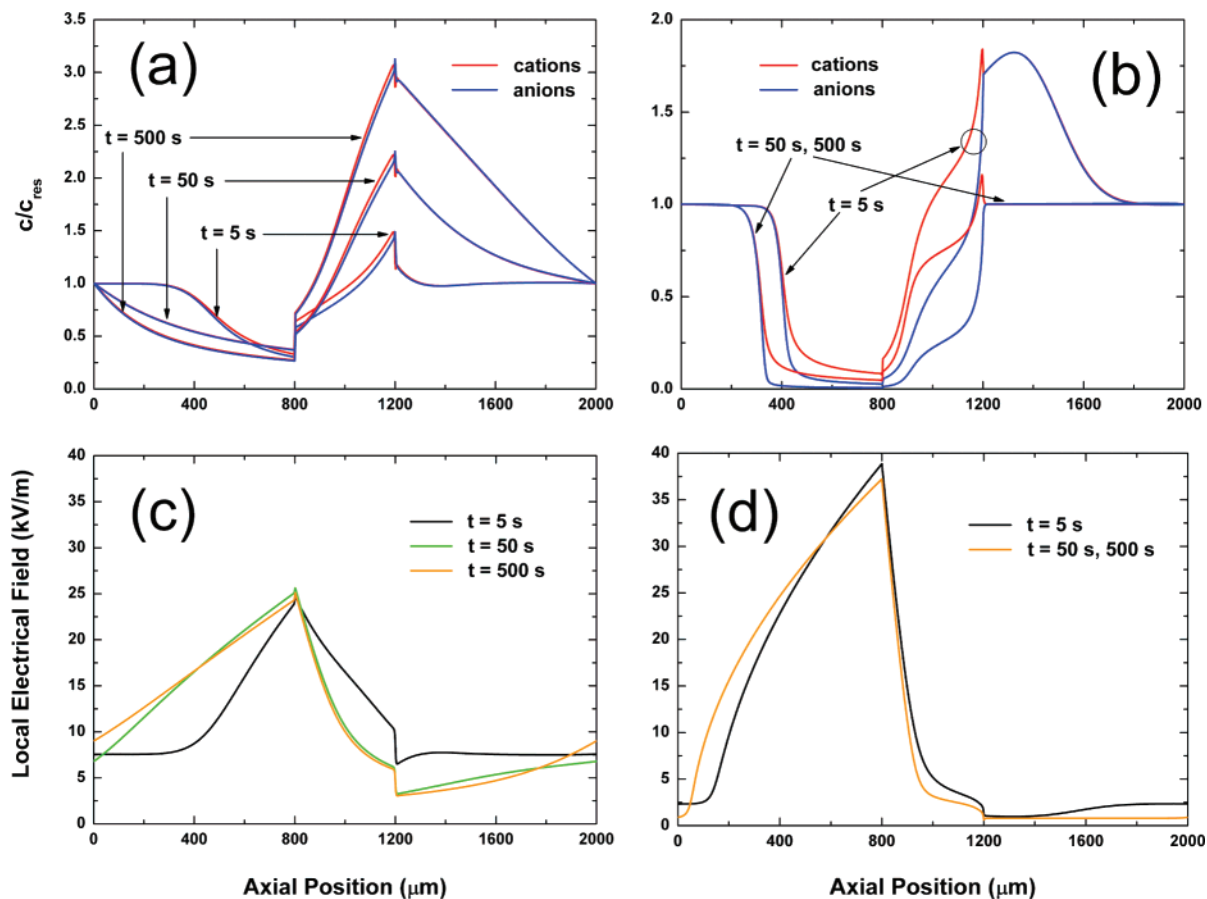 (a)
cations
anions
t = 500 s
t = 50 s
t = 5 s
c/cres
0.0
0.5
1.0
1.5
2.0
2.5
3.0
3.5
0
400
800
1200
1600
2000
(b)
cations
anions
t = 50 s, 500 s
t = 5 s
0.0
0.5
1.0
1.5
2.0
0
400
800
1200
1600
2000
(c)
t = 5 s
t = 50 s
t = 500 s
Local Electrical Field (kV/m)
0
5
10
15
20
25
30
35
40
0
400
800
1200
1600
2000
Axial Position (μm)
(d)
t = 5 s
t = 50 s, 500 s
0
5
10
15
20
25
30
35
40
0
400
800
1200
1600
2000
Axial Position (μm)